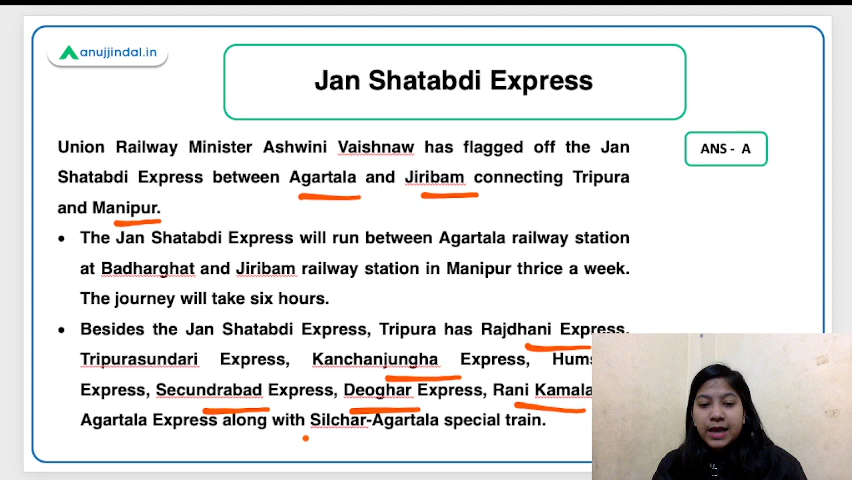 anujjindal.in
Jan Shatabdi Express
Union Railway Minister Ashwini Vaishnaw has flagged off the Jan
Shatabdi Express between Agartala and Jiribam connecting Tripura
and Manipur.
ANS - A
• The Jan Shatabdi Express will run between Agartala railway station
at Badharghat and Jiribam railway station in Manipur thrice a week.
The journey will take six hours.
• Besides the Jan Shatabdi Express, Tripura has Rajdhani Express,
Tripurasundari Express, Kanchanjungha Express,
Express, Secundrabad Express, Deoghar Express, Rani Kamala
Agartala Express along with Silchar-Agartala special train.